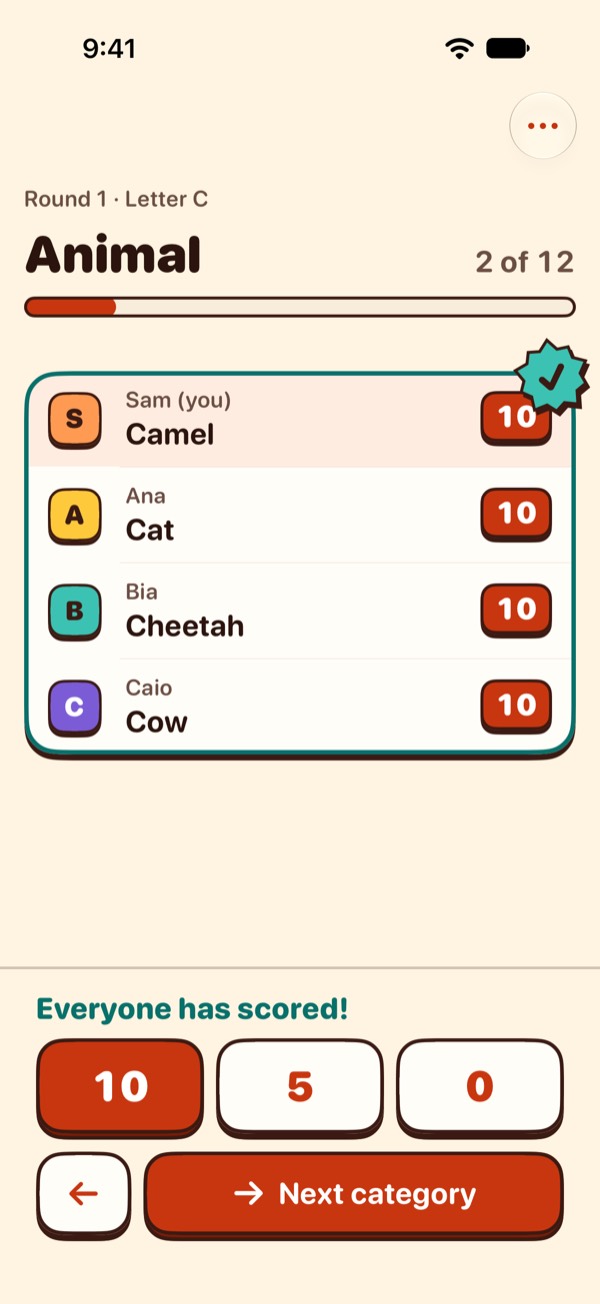 9:41
Round 1 · Letter C
Animal
2 of 12
S
Sam (you)
Camel
10
A
Ana
Cat
10
B
Bia
Cheetah
10
C
Caio
Cow
10
Everyone has scored!
10
5
0
Next category